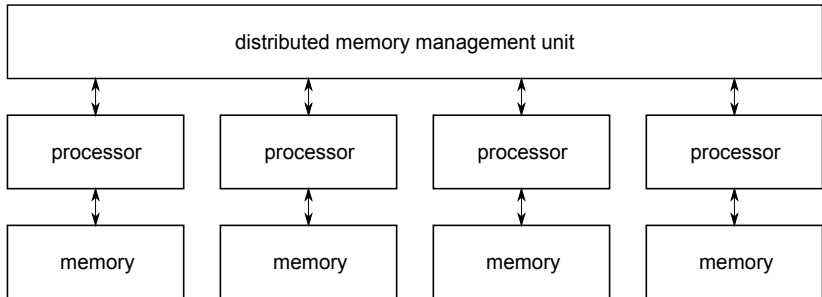 distributed memory management unit
processor processor processor processor
memory memory memory memory